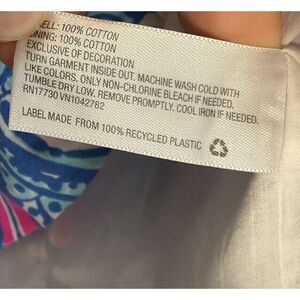 ELL: 100% COTTON
NING: 100% COTTON
EXCLUSIVE OF DECORATION
TURN GARMENT INSIDE OUT. MACHINE WASH COLD WITH
LIKE COLORS. ONLY NON-CHLORINE BLEACH IF NEEDED.
TUMBLE DRY LOW. REMOVE PROMPTLY. COOL IRON IF NEEDED.
RN17730 VN1042782
LABEL MADE FROM 100% RECYCLED PLASTIC